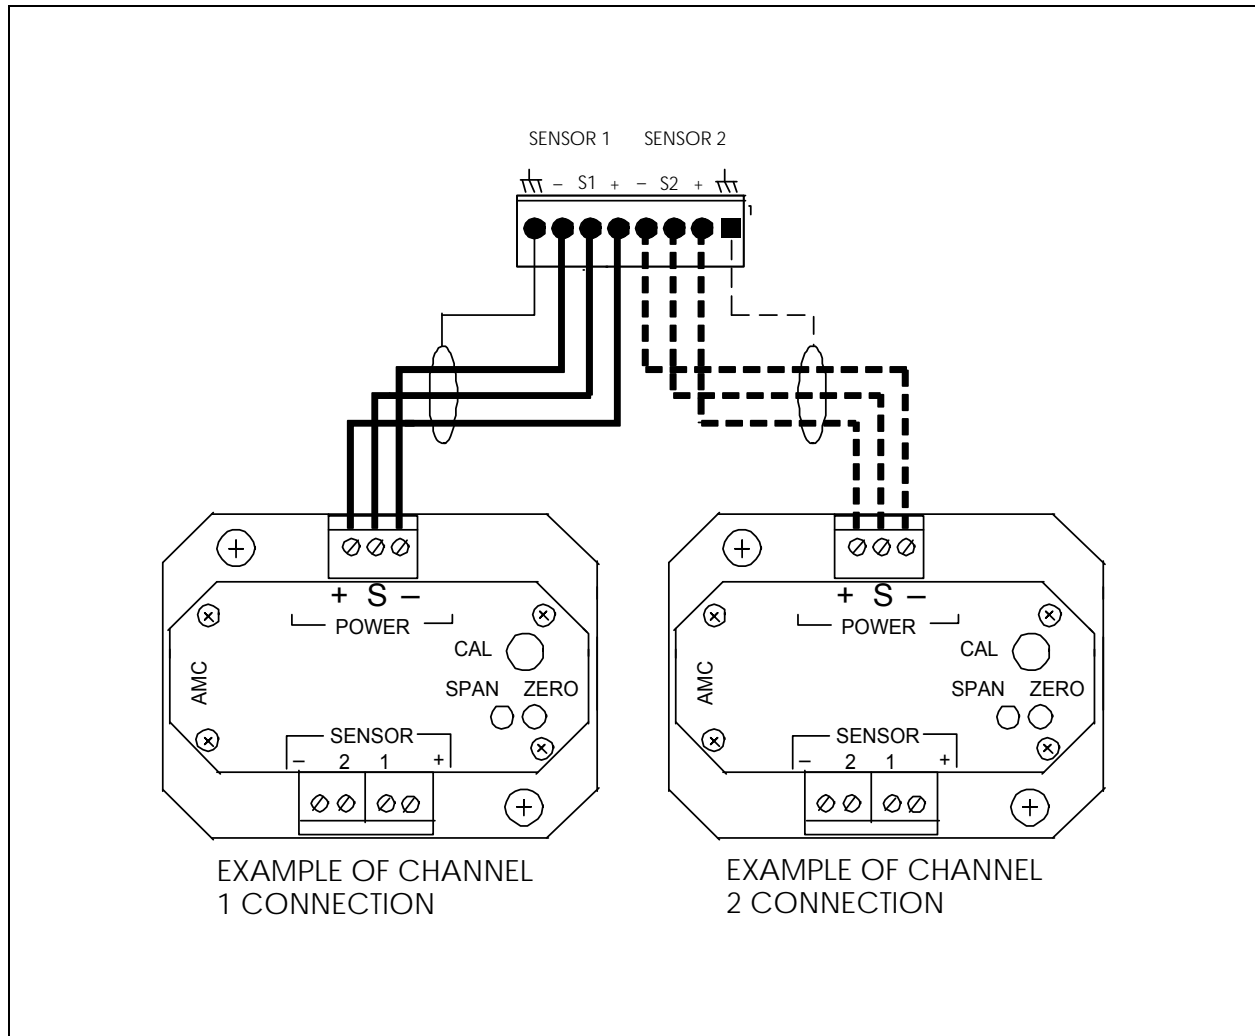 SENSOR 1 SENSOR 2
– S1 + – S2 +
1
+ S –
POWER
CAL
AMC
SPAN ZERO
SENSOR
– 2 1 +
+ S –
POWER
CAL
AMC
SPAN ZERO
SENSOR
– 2 1 +
EXAMPLE OF CHANNEL
1 CONNECTION
EXAMPLE OF CHANNEL
2 CONNECTION